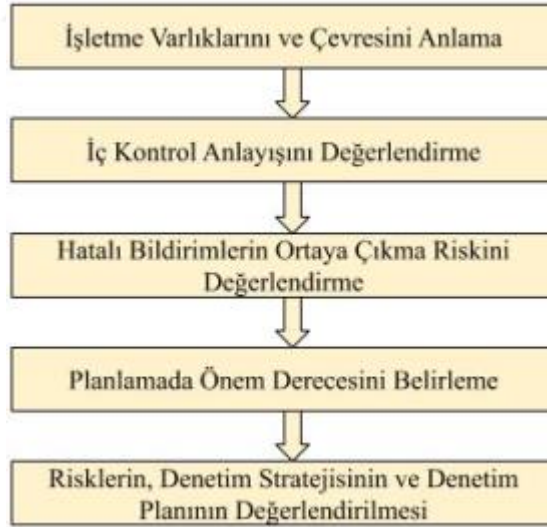 İşletme Varlıklarını ve Çevresini Anlama
İç Kontrol Anlayışını Değerlendirme
Hatalı Bildirimlerin Ortaya Çıkma Riskini
Değerlendirme
Planlamada Önem Derecesini Belirleme
Risklerin, Denetim Stratejisinin ve Denetim
Planının Değerlendirilmesi